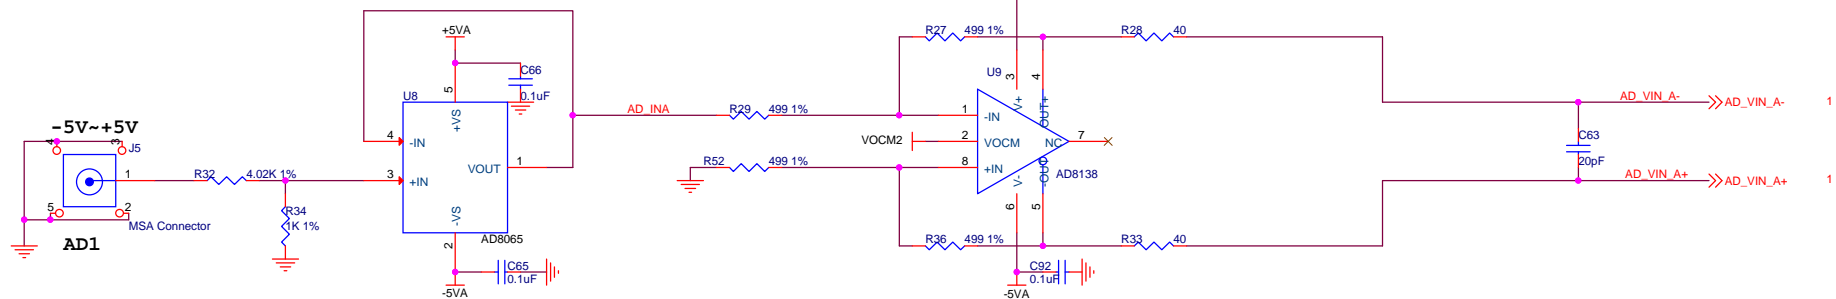 -5V~+5V
4
3
J5
1
5
2
MSA Connector
AD1
R32
4.02K 1%
R34
1K 1%
+5VA
C66
0.1uF
U8
5
+VS
4
-IN
VOUT
1
3
+IN
-VS
2
AD8065
C65
0.1uF
-5VA
AD_INA
R29
499 1%
R27
499 1%
R52
499 1%
R36
499 1%
VOCM2
U9
3
4
V+
OUT+
1
-IN
2
VOCM
NC
7
8
+IN
V-
AD8138
6
5
C92
0.1uF
-5VA
R28
40
R33
40
C63
20pF
AD_VIN_A-
AD_VIN_A-
1
AD_VIN_A+
AD_VIN_A+
1